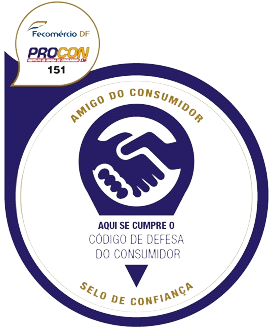 Fecomércio DF
PROCON
151
AMIGO DO CONSUMIDOR
AQUI SE CUMPRE O
CÓDIGO DE DEFESA
DO CONSUMIDOR
SELO DE CONFIANÇA